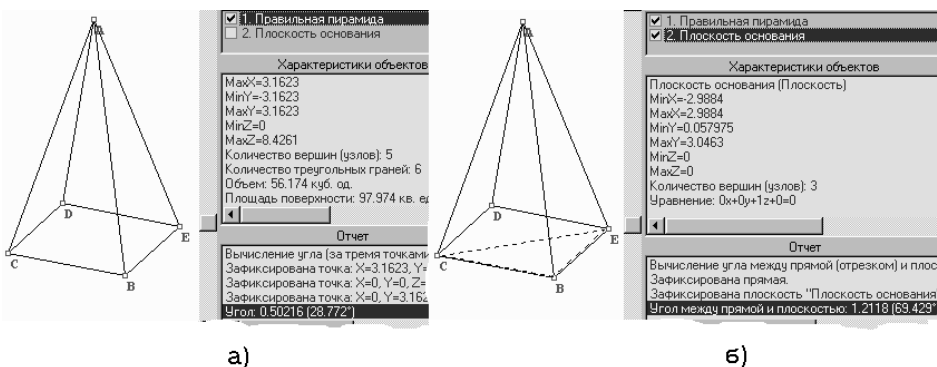 1. Правильная пирамида
2. Плоскость основания
Характеристики объектов
MaxX=3.1623
MinY=-3.1623
MaxY=3.1623
MinZ=0
MaxZ=8.4261
Количество вершин (узлов): 5
Количество треугольных граней: 6
Объем: 56.174 куб. од.
Площадь поверхности: 97.974 кв. ед
Отчет
Вычисление угла (за тремя точками
Зафиксирована точка: X=3.1623, Y=
Зафиксирована точка: X=0, Y=0, Z=
Зафиксирована точка: X=0, Y=3.162
Угол: 0.50216 (28.772°)
D
E
C
B
а)
1. Правильная пирамида
2. Плоскость основания
Характеристики объектов
Плоскость основания (Плоскость)
MinX=-2.9884
MaxX=2.9884
MinY=0.057975
MaxY=3.0463
MinZ=0
MaxZ=0
Количество вершин (узлов): 3
Уравнение: 0x+0y+1z+0=0
Отчет
Вычисление угла между прямой (отрезком) и плос
Зафиксирована прямая.
Зафиксирована плоскость "Плоскость основания
Угол между прямой и плоскостью: 1.2118 (69.429°
D
E
C
B
б)